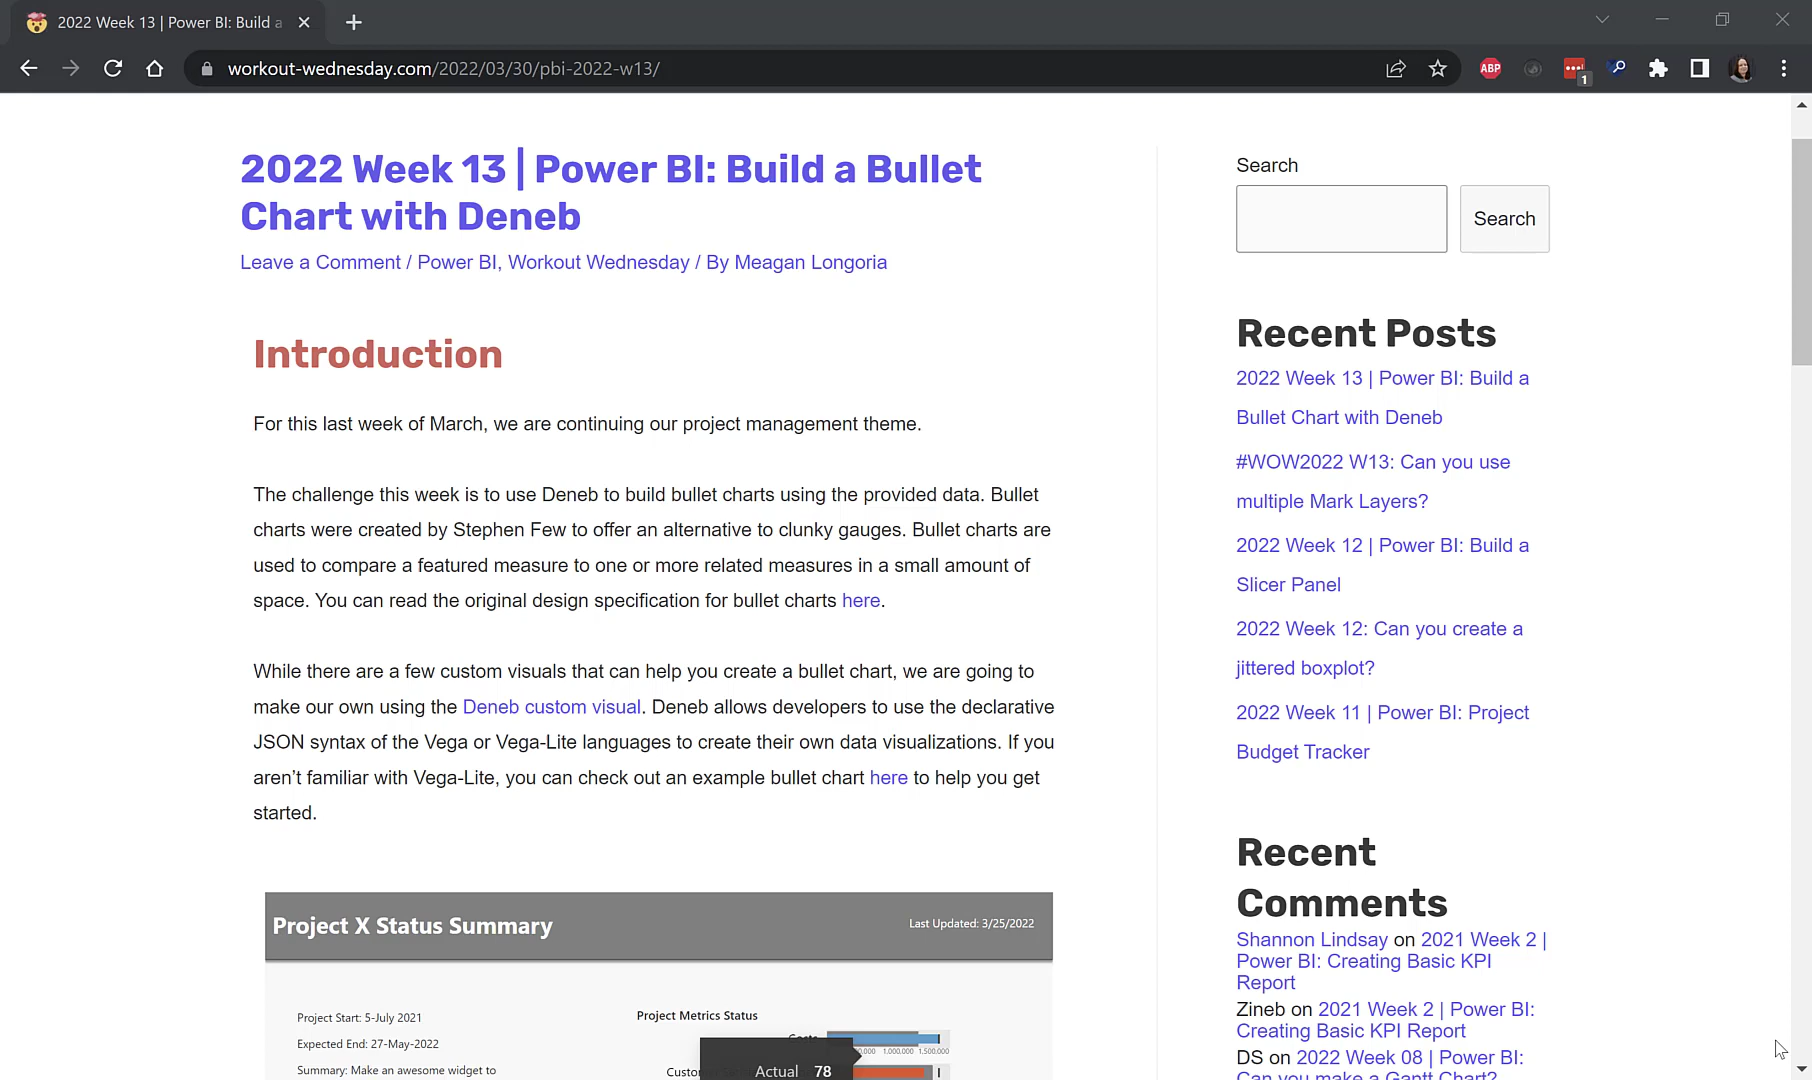 2022 Week 13 | Power BI: Build a
workout-wednesday.com/2022/03/30/pbi-2022-w13/
ABP
1
2022 Week 13 | Power BI: Build a Bullet
Chart with Deneb
Leave a Comment / Power BI, Workout Wednesday / By Meagan Longoria
Introduction
For this last week of March, we are continuing our project management theme.
The challenge this week is to use Deneb to build bullet charts using the provided data. Bullet
charts were created by Stephen Few to offer an alternative to clunky gauges. Bullet charts are
used to compare a featured measure to one or more related measures in a small amount of
space. You can read the original design specification for bullet charts here.
While there are a few custom visuals that can help you create a bullet chart, we are going to
make our own using the Deneb custom visual. Deneb allows developers to use the declarative
JSON syntax of the Vega or Vega-Lite languages to create their own data visualizations. If you
aren't familiar with Vega-Lite, you can check out an example bullet chart here to help you get
started.
Project X Status Summary
Last Updated: 3/25/2022
Project Start: 5-July 2021
Expected End: 27-May-2022
Summary: Make an awesome widget to
Project Metrics Status
1,000,000 1,500,000
Actual 78
Search
Search
Recent Posts
2022 Week 13 | Power BI: Build a
Bullet Chart with Deneb
#WOW2022 W13: Can you use
multiple Mark Layers?
2022 Week 12 | Power BI: Build a
Slicer Panel
2022 Week 12: Can you create a
jittered boxplot?
2022 Week 11 | Power BI: Project
Budget Tracker
Recent
Comments
Shannon Lindsay on 2021 Week 2 |
Power BI: Creating Basic KPI
Report
Zineb on 2021 Week 2 | Power BI:
Creating Basic KPI Report
DS on 2022 Week 08 | Power BI:
Can you make a Gantt Chart?